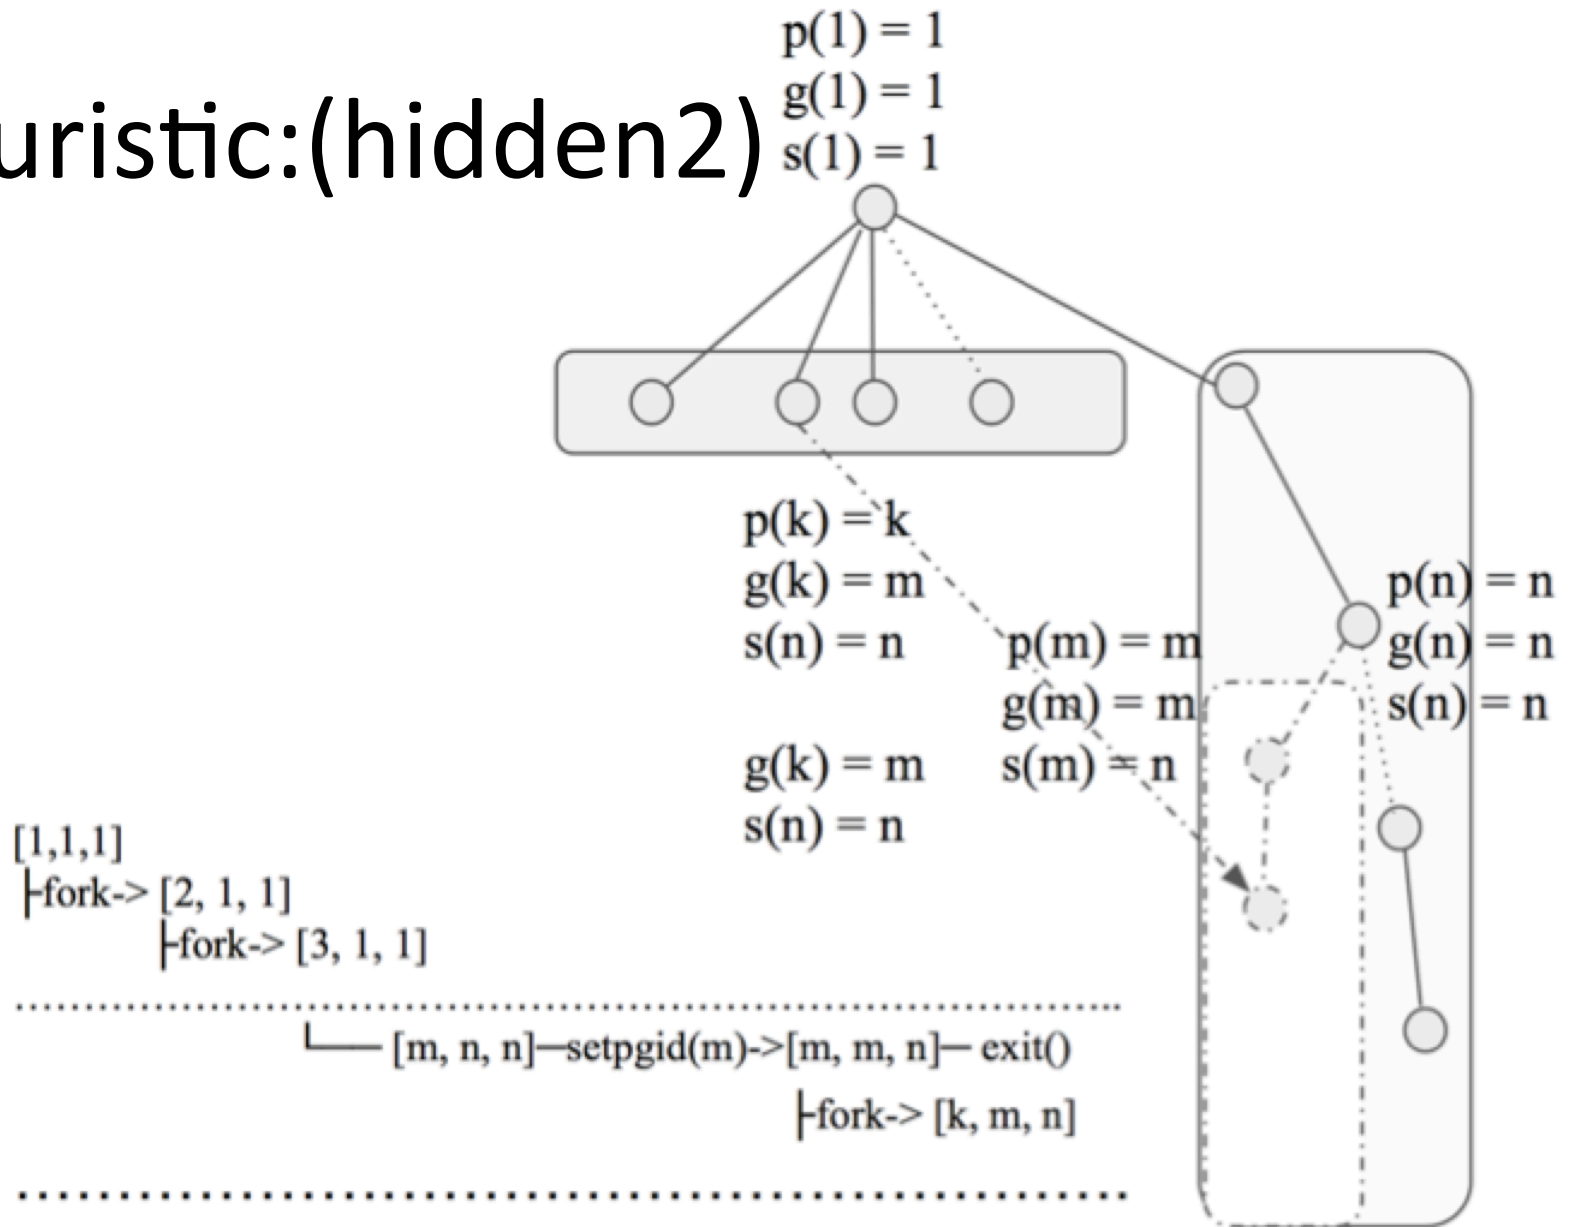 uristic:(hidden2)
p(1) = 1
g(1) = 1
s(1) = 1
p(k) = k
g(k) = m
s(n) = n
g(k) = m
s(n) = n
p(m) = m
g(m) = m
s(m) = n
p(n) = n
g(n) = n
s(n) = n
[1,1,1]
├fork-> [2, 1, 1]
├fork-> [3, 1, 1]
└── [m, n, n]─setpgid(m)->[m, m, n]─ exit()
├fork-> [k, m, n]